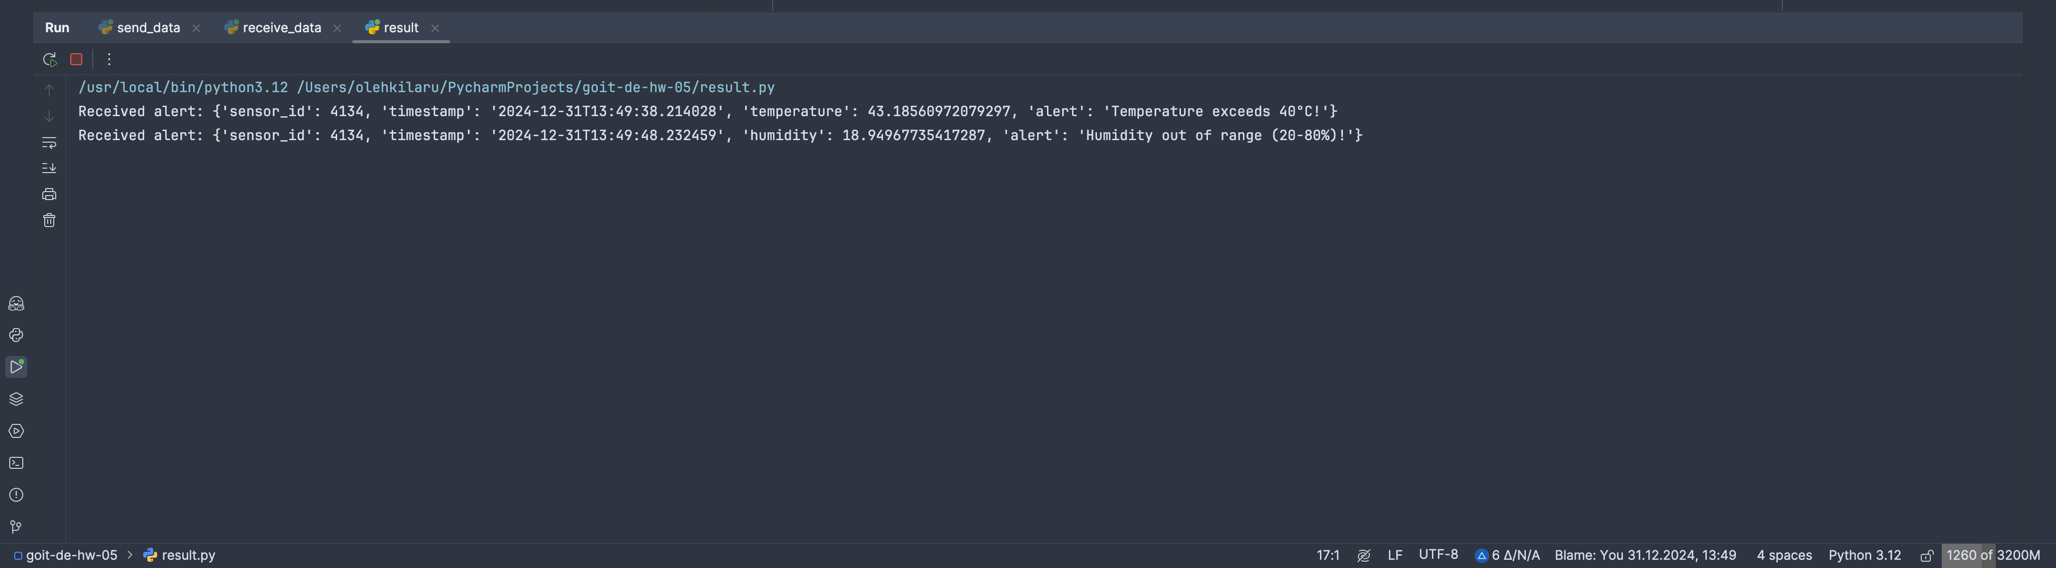 Run send_data receive_data result
/usr/local/bin/python3.12 /Users/olehkilaru/PycharmProjects/goit-de-hw-05/result.py
Received alert: {'sensor_id': 4134, 'timestamp': '2024-12-31T13:49:38.214028', 'temperature': 43.18560972079297, 'alert': 'Temperature exceeds 40°C!'}
Received alert: {'sensor_id': 4134, 'timestamp': '2024-12-31T13:49:48.232459', 'humidity': 18.94967735417287, 'alert': 'Humidity out of range (20-80%)!'}
goit-de-hw-05 > result.py 17:1 LF UTF-8 6 Δ/N/A Blame: You 31.12.2024, 13:49 4 spaces Python 3.12 1260 of 3200M